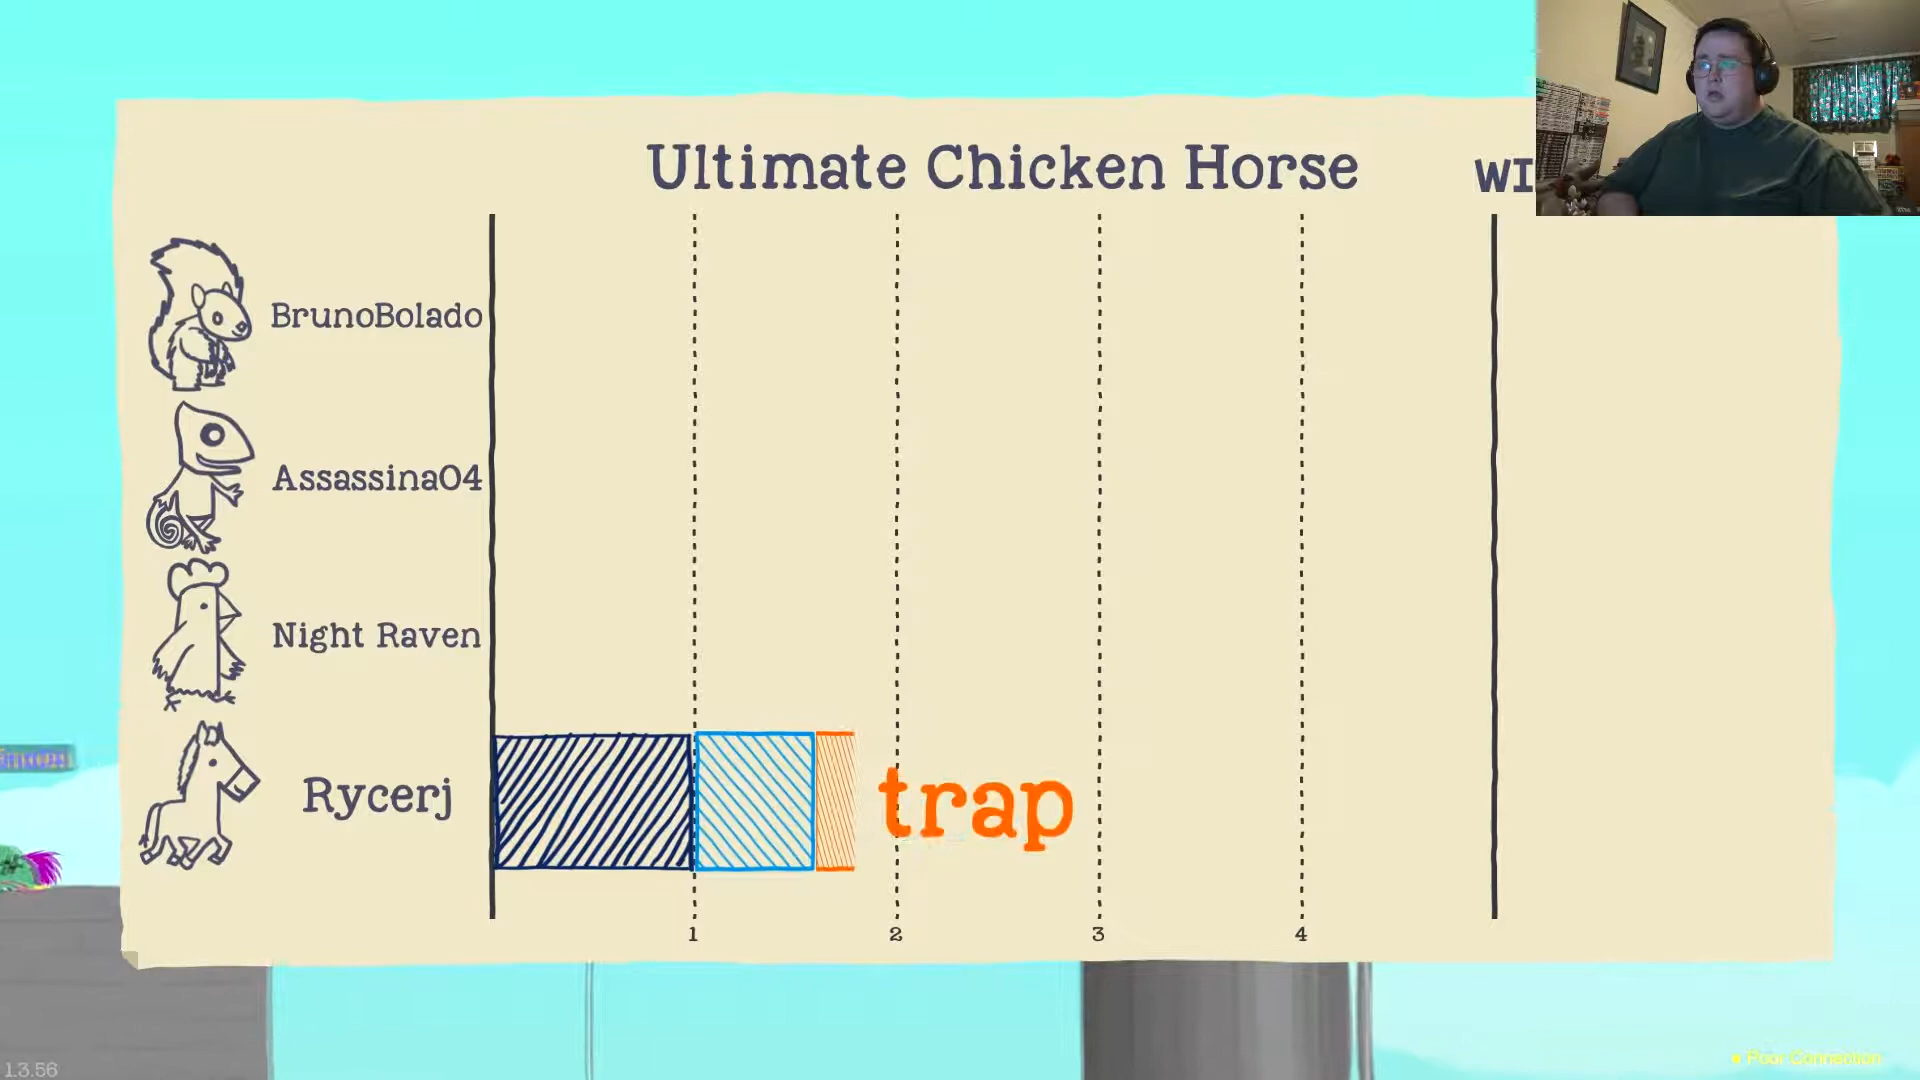 Ultimate Chicken Horse
WI
BrunoBolado
Assassina04
Night Raven
Rycerj
trap
1
2
3
4
1.3.56
Poor Connection